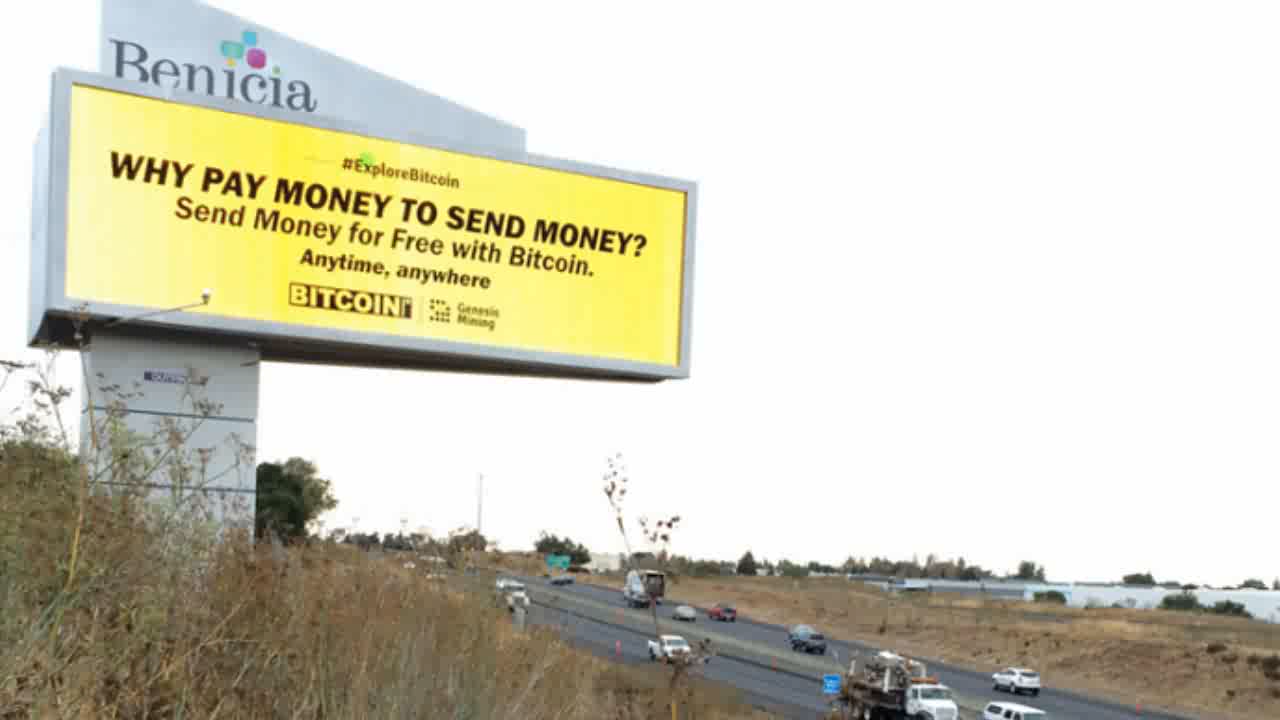 Benicia
#ExploreBitcoin
WHY PAY MONEY TO SEND MONEY?
Send Money for Free with Bitcoin.
Anytime, anywhere
BITCOIN
Genesis
Mining